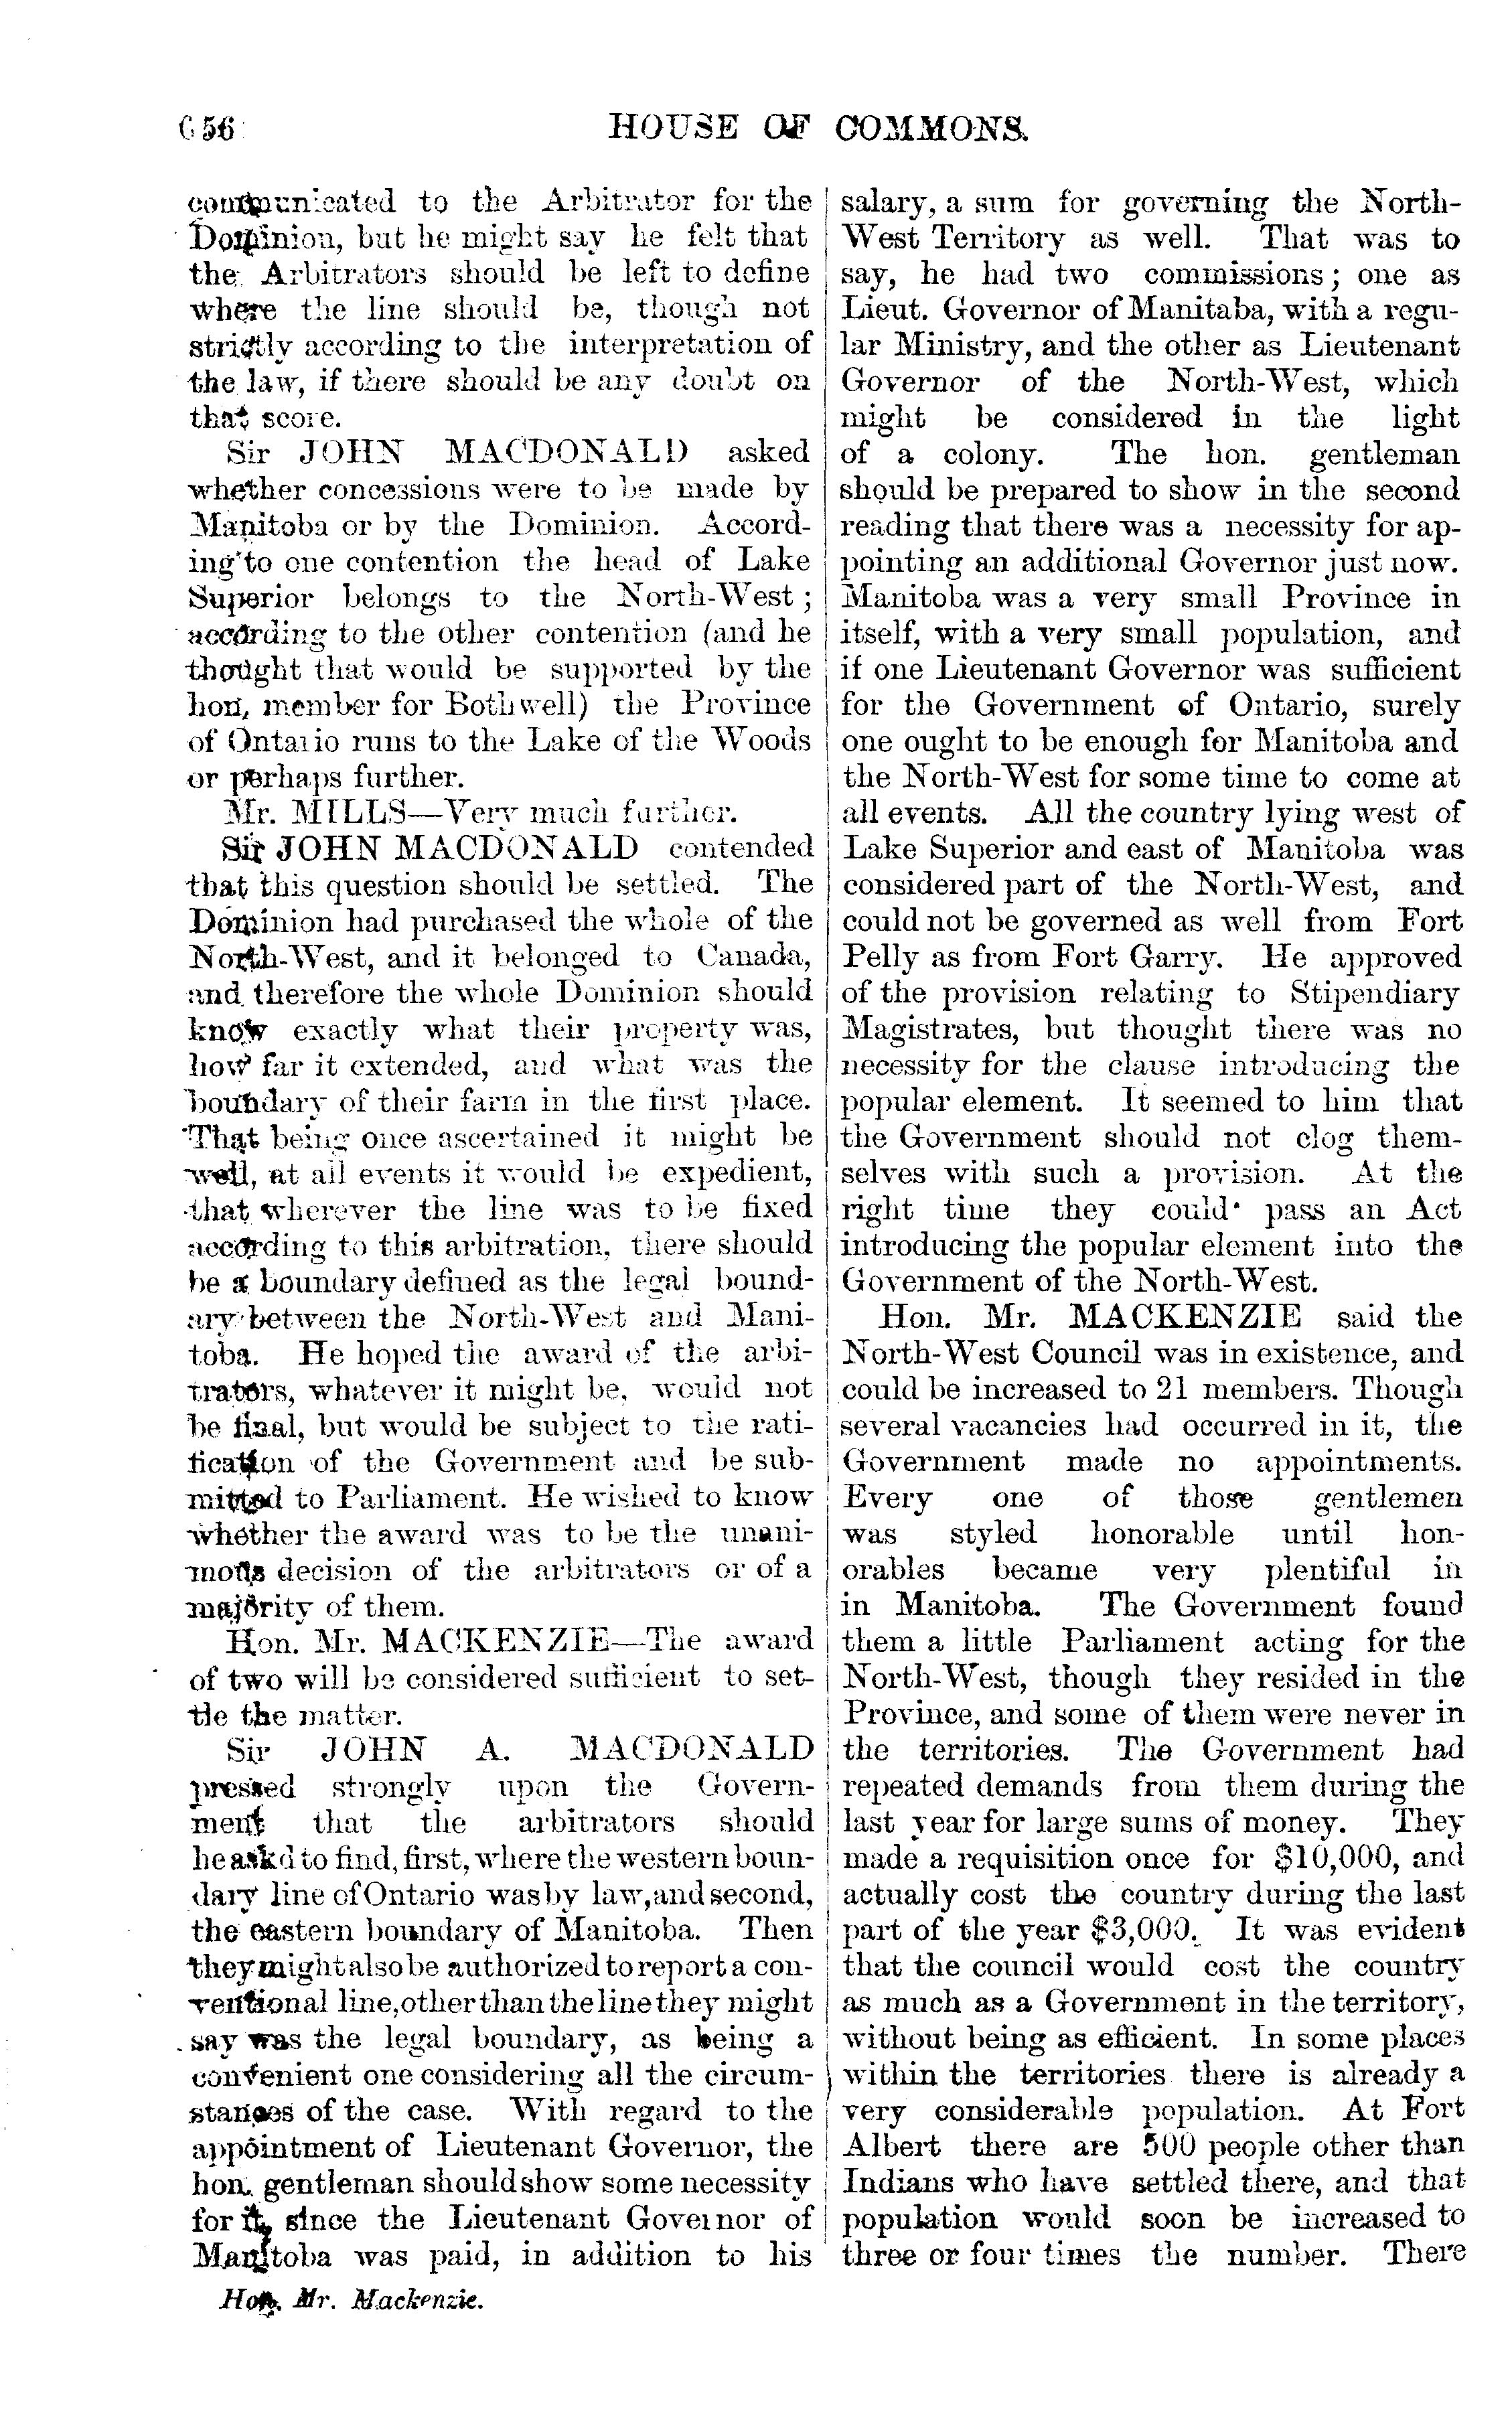 656
HOUSE OF COMMONS.
communicated to the Arbitrator for the
Dominion, but he might say he felt that
the Arbitrators should be left to define
where the line should be, though not
strictly according to the interpretation of
the law, if there should be any doubt on
that score.
Sir JOHN MACDONALD asked
whether concessions were to be made by
Manitoba or by the Dominion. Accord-
ing to one contention the head of Lake
Superior belongs to the North-West;
according to the other contention (and he
thought that would be supported by the
hon, member for Bothwell) the Province
of Ontario runs to the Lake of the Woods
or perhaps further.
Mr. MILLS—Very much further.
Sir JOHN MACDONALD contended
that this question should be settled. The
Dominion had purchased the whole of the
North-West, and it belonged to Canada,
and therefore the whole Dominion should
know exactly what their property was,
how far it extended, and what was the
boundary of their farm in the first place.
That being once ascertained it might be
well, at all events it would be expedient,
that wherever the line was to be fixed
according to this arbitration, there should
be a boundary defined as the legal bound-
ary between the North-West and Mani-
toba. He hoped the award of the arbi-
trators, whatever it might be, would not
be final, but would be subject to the rati-
fication of the Government and be sub-
mitted to Parliament. He wished to know
whether the award was to be the unani-
mous decision of the arbitrators or of a
majority of them.
Hon. Mr. MACKENZIE—The award
of two will be considered sufficient to set-
tle the matter.
Sir JOHN A. MACDONALD
pressed strongly upon the Govern-
ment that the arbitrators should
be askd to find, first, where the western boun-
dary line of Ontario was by law, and second,
the eastern boundary of Manitoba. Then
they might also be authorized to report a con-
ventional line, other than the line they might
say was the legal boundary, as being a
convenient one considering all the circum-
stances of the case. With regard to the
appointment of Lieutenant Governor, the
hon. gentleman should show some necessity
for it, since the Lieutenant Governor of
Manitoba was paid, in addition to his
Hon. Mr. Mackenzie.
salary, a sum for governing the North-
West Territory as well. That was to
say, he had two commissions; one as
Lieut. Governor of Manitaba, with a regu-
lar Ministry, and the other as Lieutenant
Governor of the North-West, which
might be considered in the light
of a colony. The hon. gentleman
should be prepared to show in the second
reading that there was a necessity for ap-
pointing an additional Governor just now.
Manitoba was a very small Province in
itself, with a very small population, and
if one Lieutenant Governor was sufficient
for the Government of Ontario, surely
one ought to be enough for Manitoba and
the North-West for some time to come at
all events. All the country lying west of
Lake Superior and east of Manitoba was
considered part of the North-West, and
could not be governed as well from Fort
Pelly as from Fort Garry. He approved
of the provision relating to Stipendiary
Magistrates, but thought there was no
necessity for the clause introducing the
popular element. It seemed to him that
the Government should not clog them-
selves with such a provision. At the
right time they could pass an Act
introducing the popular element into the
Government of the North-West.
Hon. Mr. MACKENZIE said the
North-West Council was in existence, and
could be increased to 21 members. Though
several vacancies had occurred in it, the
Government made no appointments.
Every one of those gentlemen
was styled honorable until hon-
orables became very plentiful in
in Manitoba. The Government found
them a little Parliament acting for the
North-West, though they resided in the
Province, and some of them were never in
the territories. The Government had
repeated demands from them during the
last year for large sums of money. They
made a requisition once for $10,000, and
actually cost the country during the last
part of the year $3,000. It was evident
that the council would cost the country
as much as a Government in the territory,
without being as efficient. In some places
within the territories there is already a
very considerable population. At Fort
Albert there are 500 people other than
Indians who have settled there, and that
population would soon be increased to
three or four times the number. There